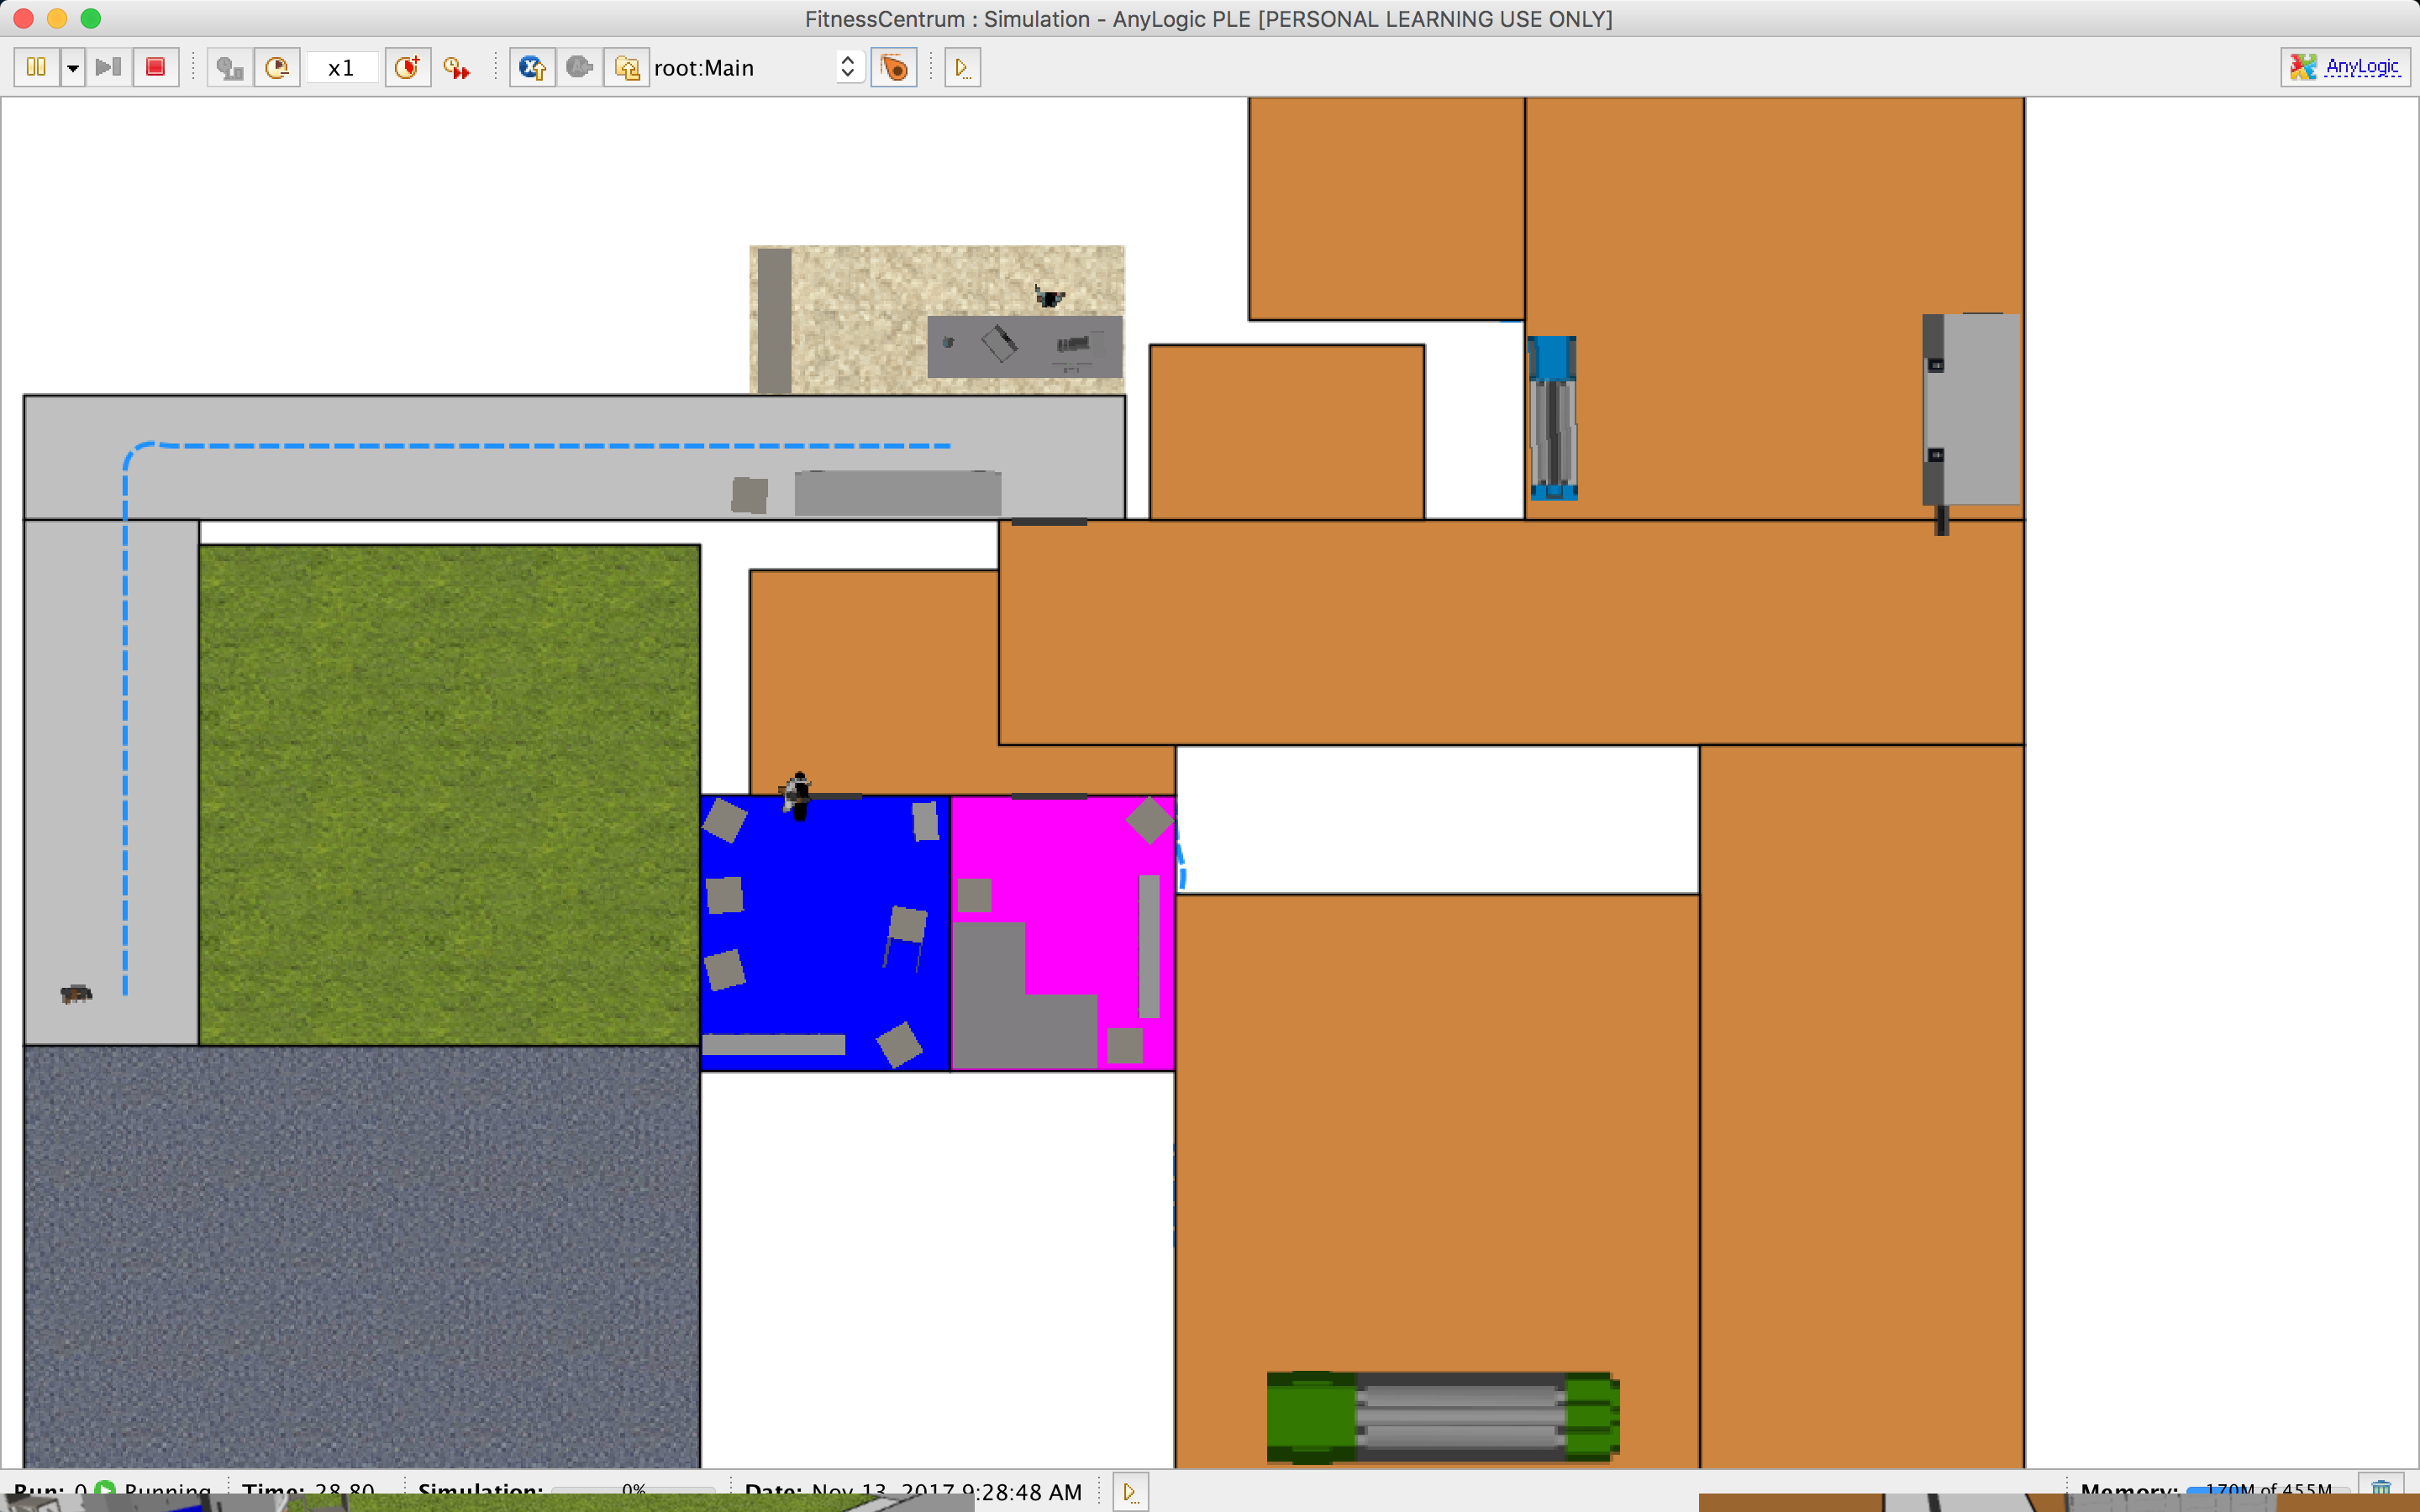 FitnessCentrum : Simulation - AnyLogic PLE [PERSONAL LEARNING USE ONLY]
x1
root:Main
AnyLogic
Run: 0 Running Time: 28.80 Simulation: 0% Date: Nov 13, 2017 9:28:48 AM Memory: 170M of 455M